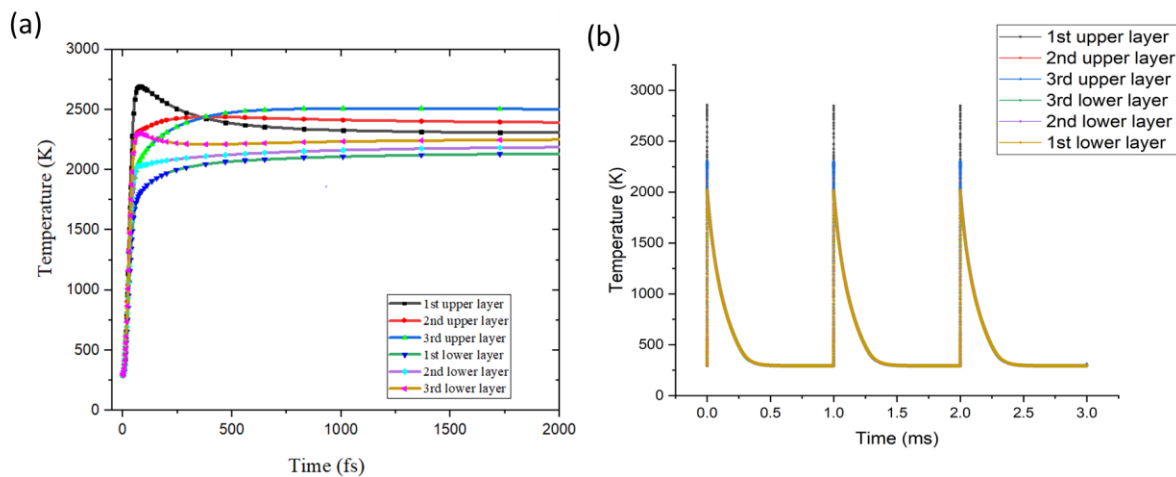 (a)
3000
2500
2000
1500
1000
500
0
Temperature (K)
1st upper layer
2nd upper layer
3rd upper layer
1st lower layer
2nd lower layer
3rd lower layer
0 500 1000 1500 2000
Time (fs)
(b)
1st upper layer
2nd upper layer
3rd upper layer
3rd lower layer
2nd lower layer
1st lower layer
3000
2500
2000
1500
1000
500
0
Temperature (K)
0.0 0.5 1.0 1.5 2.0 2.5 3.0
Time (ms)